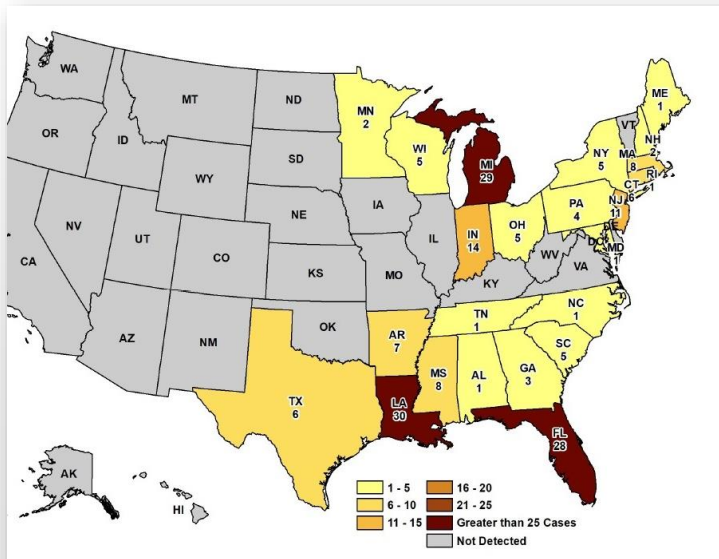 WA
MT
ND
MN
2
ME
1
OR
ID
SD
WI
5
MI
29
VT
NH
2
NY
5
MA
8
WY
RI
1
CT
6
NV
NE
IA
PA
4
NJ
11
UT
CO
IL
IN
14
OH
5
CA
KS
MO
WV
VA
MD
1
KY
AZ
NM
OK
AR
7
TN
1
NC
1
SC
5
TX
6
LA
30
MS
8
AL
1
GA
3
FL
28
AK
HI
1 - 5
6 - 10
11 - 15
16 - 20
21 - 25
Greater than 25 Cases
Not Detected